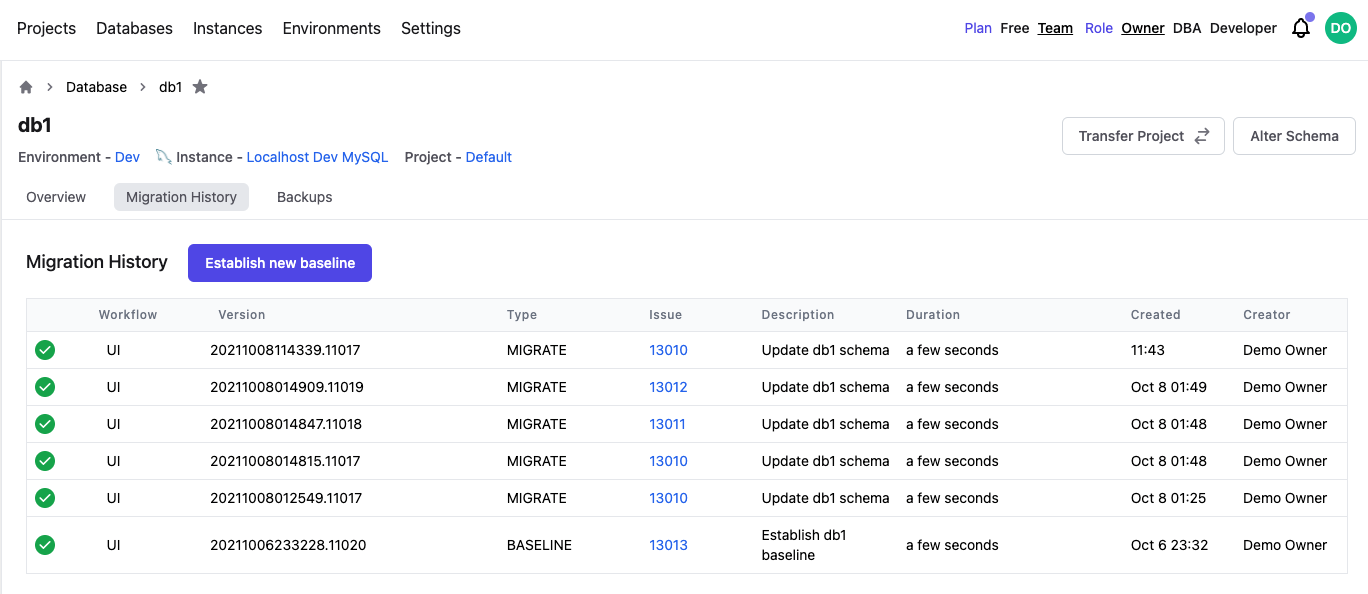 Projects Databases Instances Environments Settings Plan Free Team Role Owner DBA Developer DO
Database db1
db1
Transfer Project Alter Schema
Environment - Dev Instance - Localhost Dev MySQL Project - Default
Overview Migration History Backups
Migration History Establish new baseline
Workflow Version Type Issue Description Duration Created Creator
UI 20211008114339.11017 MIGRATE 13010 Update db1 schema a few seconds 11:43 Demo Owner
UI 20211008014909.11019 MIGRATE 13012 Update db1 schema a few seconds Oct 8 01:49 Demo Owner
UI 20211008014847.11018 MIGRATE 13011 Update db1 schema a few seconds Oct 8 01:48 Demo Owner
UI 20211008014815.11017 MIGRATE 13010 Update db1 schema a few seconds Oct 8 01:48 Demo Owner
UI 20211008012549.11017 MIGRATE 13010 Update db1 schema a few seconds Oct 8 01:25 Demo Owner
UI 20211006233228.11020 BASELINE 13013 Establish db1 baseline a few seconds Oct 6 23:32 Demo Owner